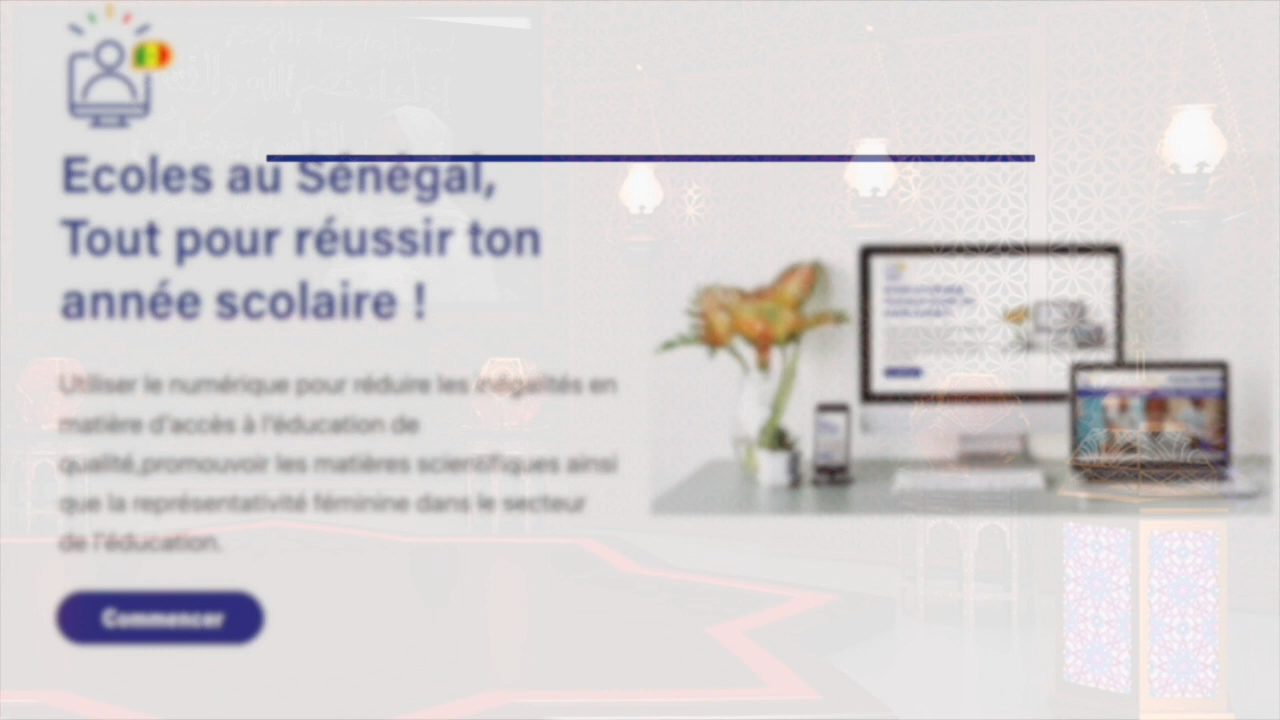 Ecoles au Sénégal,
Tout pour réussir ton
année scolaire !
Utiliser le numérique pour réduire les inégalités en
matière d'accès à l'éducation de
qualité,promouvoir les matières scientifiques ainsi
que la représentativité féminine dans le secteur
de l'éducation.
Commencer